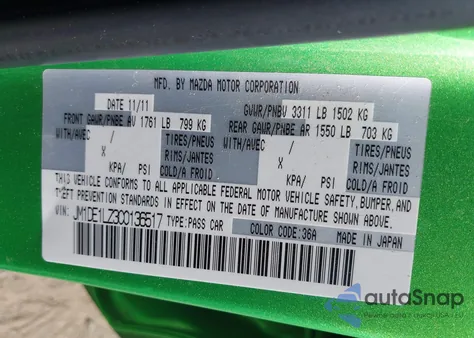 MFD. BY MAZDA MOTOR CORPORATION
DATE 11/11 GVWR/PNBV 3311 LB 1502 KG
FRONT GAWR/PNBE AV 1761 LB 799 KG REAR GAWR/PNBE AR 1550 LB 703 KG
WITH/AVEC / TIRES/PNEUS WITH/AVEC / TIRES/PNEUS
X RIMS/JANTES X RIMS/JANTES
KPA/ PSI COLD/A FROID KPA/ PSI COLD/A FROID
THIS VEHICLE CONFORMS TO ALL APPLICABLE FEDERAL MOTOR VEHICLE SAFETY, BUMPER, AND
THEFT PREVENTION STANDARDS IN EFFECT ON THE DATE OF MANUFACTURE SHOWN ABOVE.
JM1DE1LZ3C0136517 TYPE:PASS CAR COLOR CODE: 36A MADE IN JAPAN
autoSnap